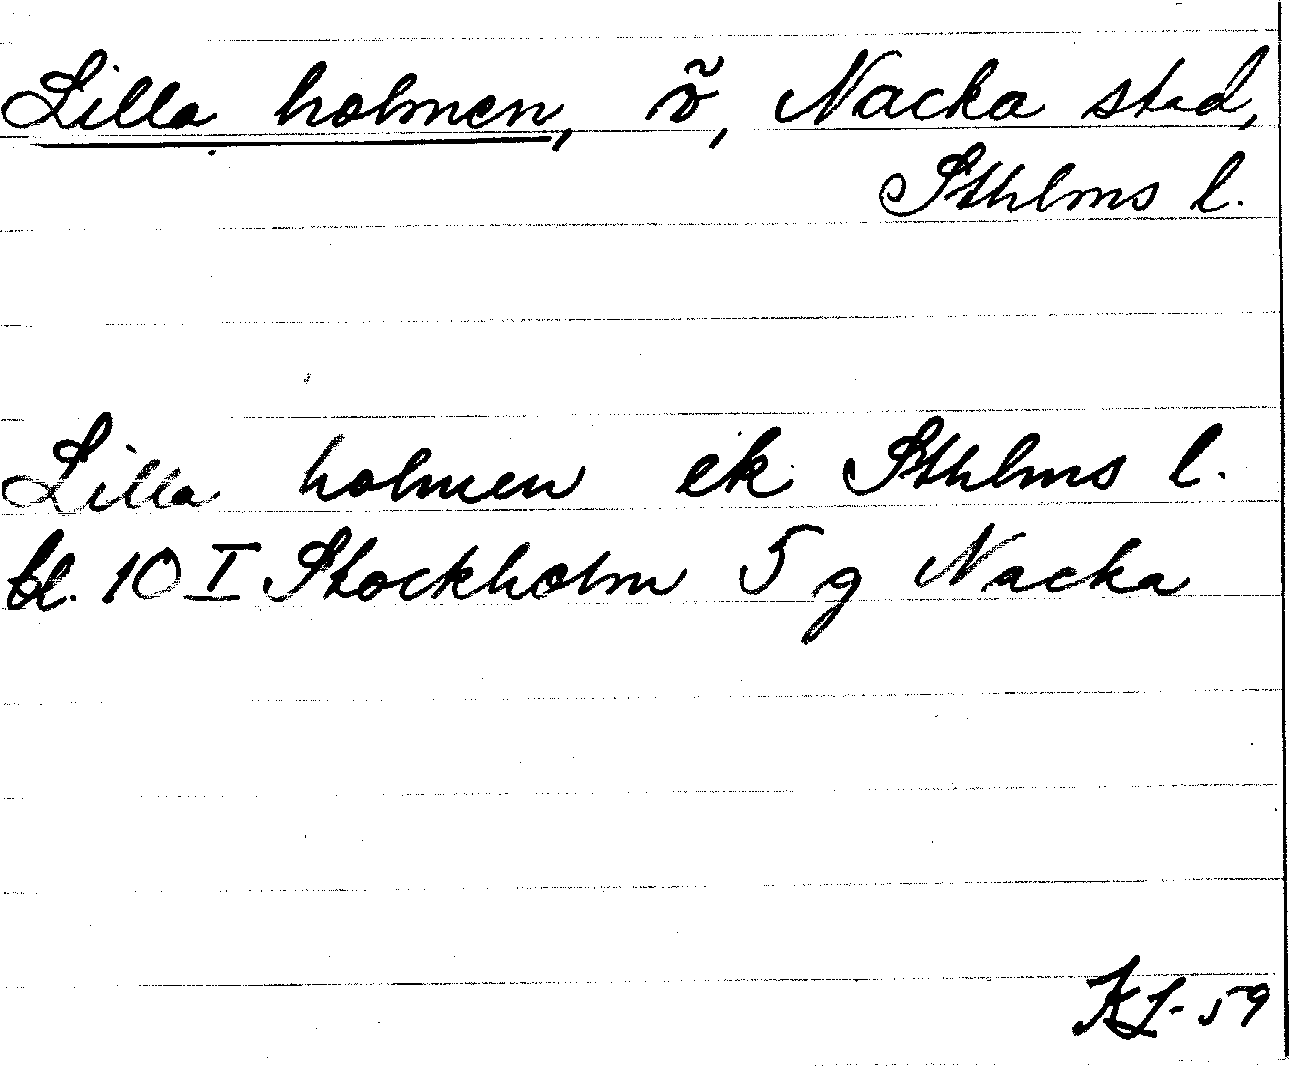 Lilla holmen, ö, Nacka stad,
Sthlms l.
Lilla holmen ek Sthlms l.
bl. 10 I Stockholm 5 g Nacka
KL-59